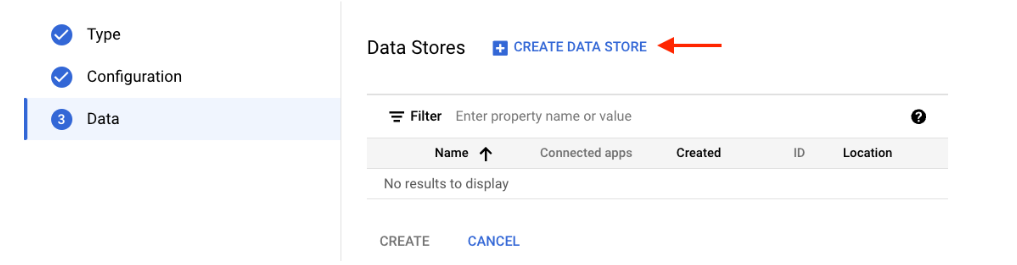 Type
Configuration
3 Data
Data Stores CREATE DATA STORE
Filter Enter property name or value ?
Name Connected apps Created ID Location
No results to display
CREATE CANCEL